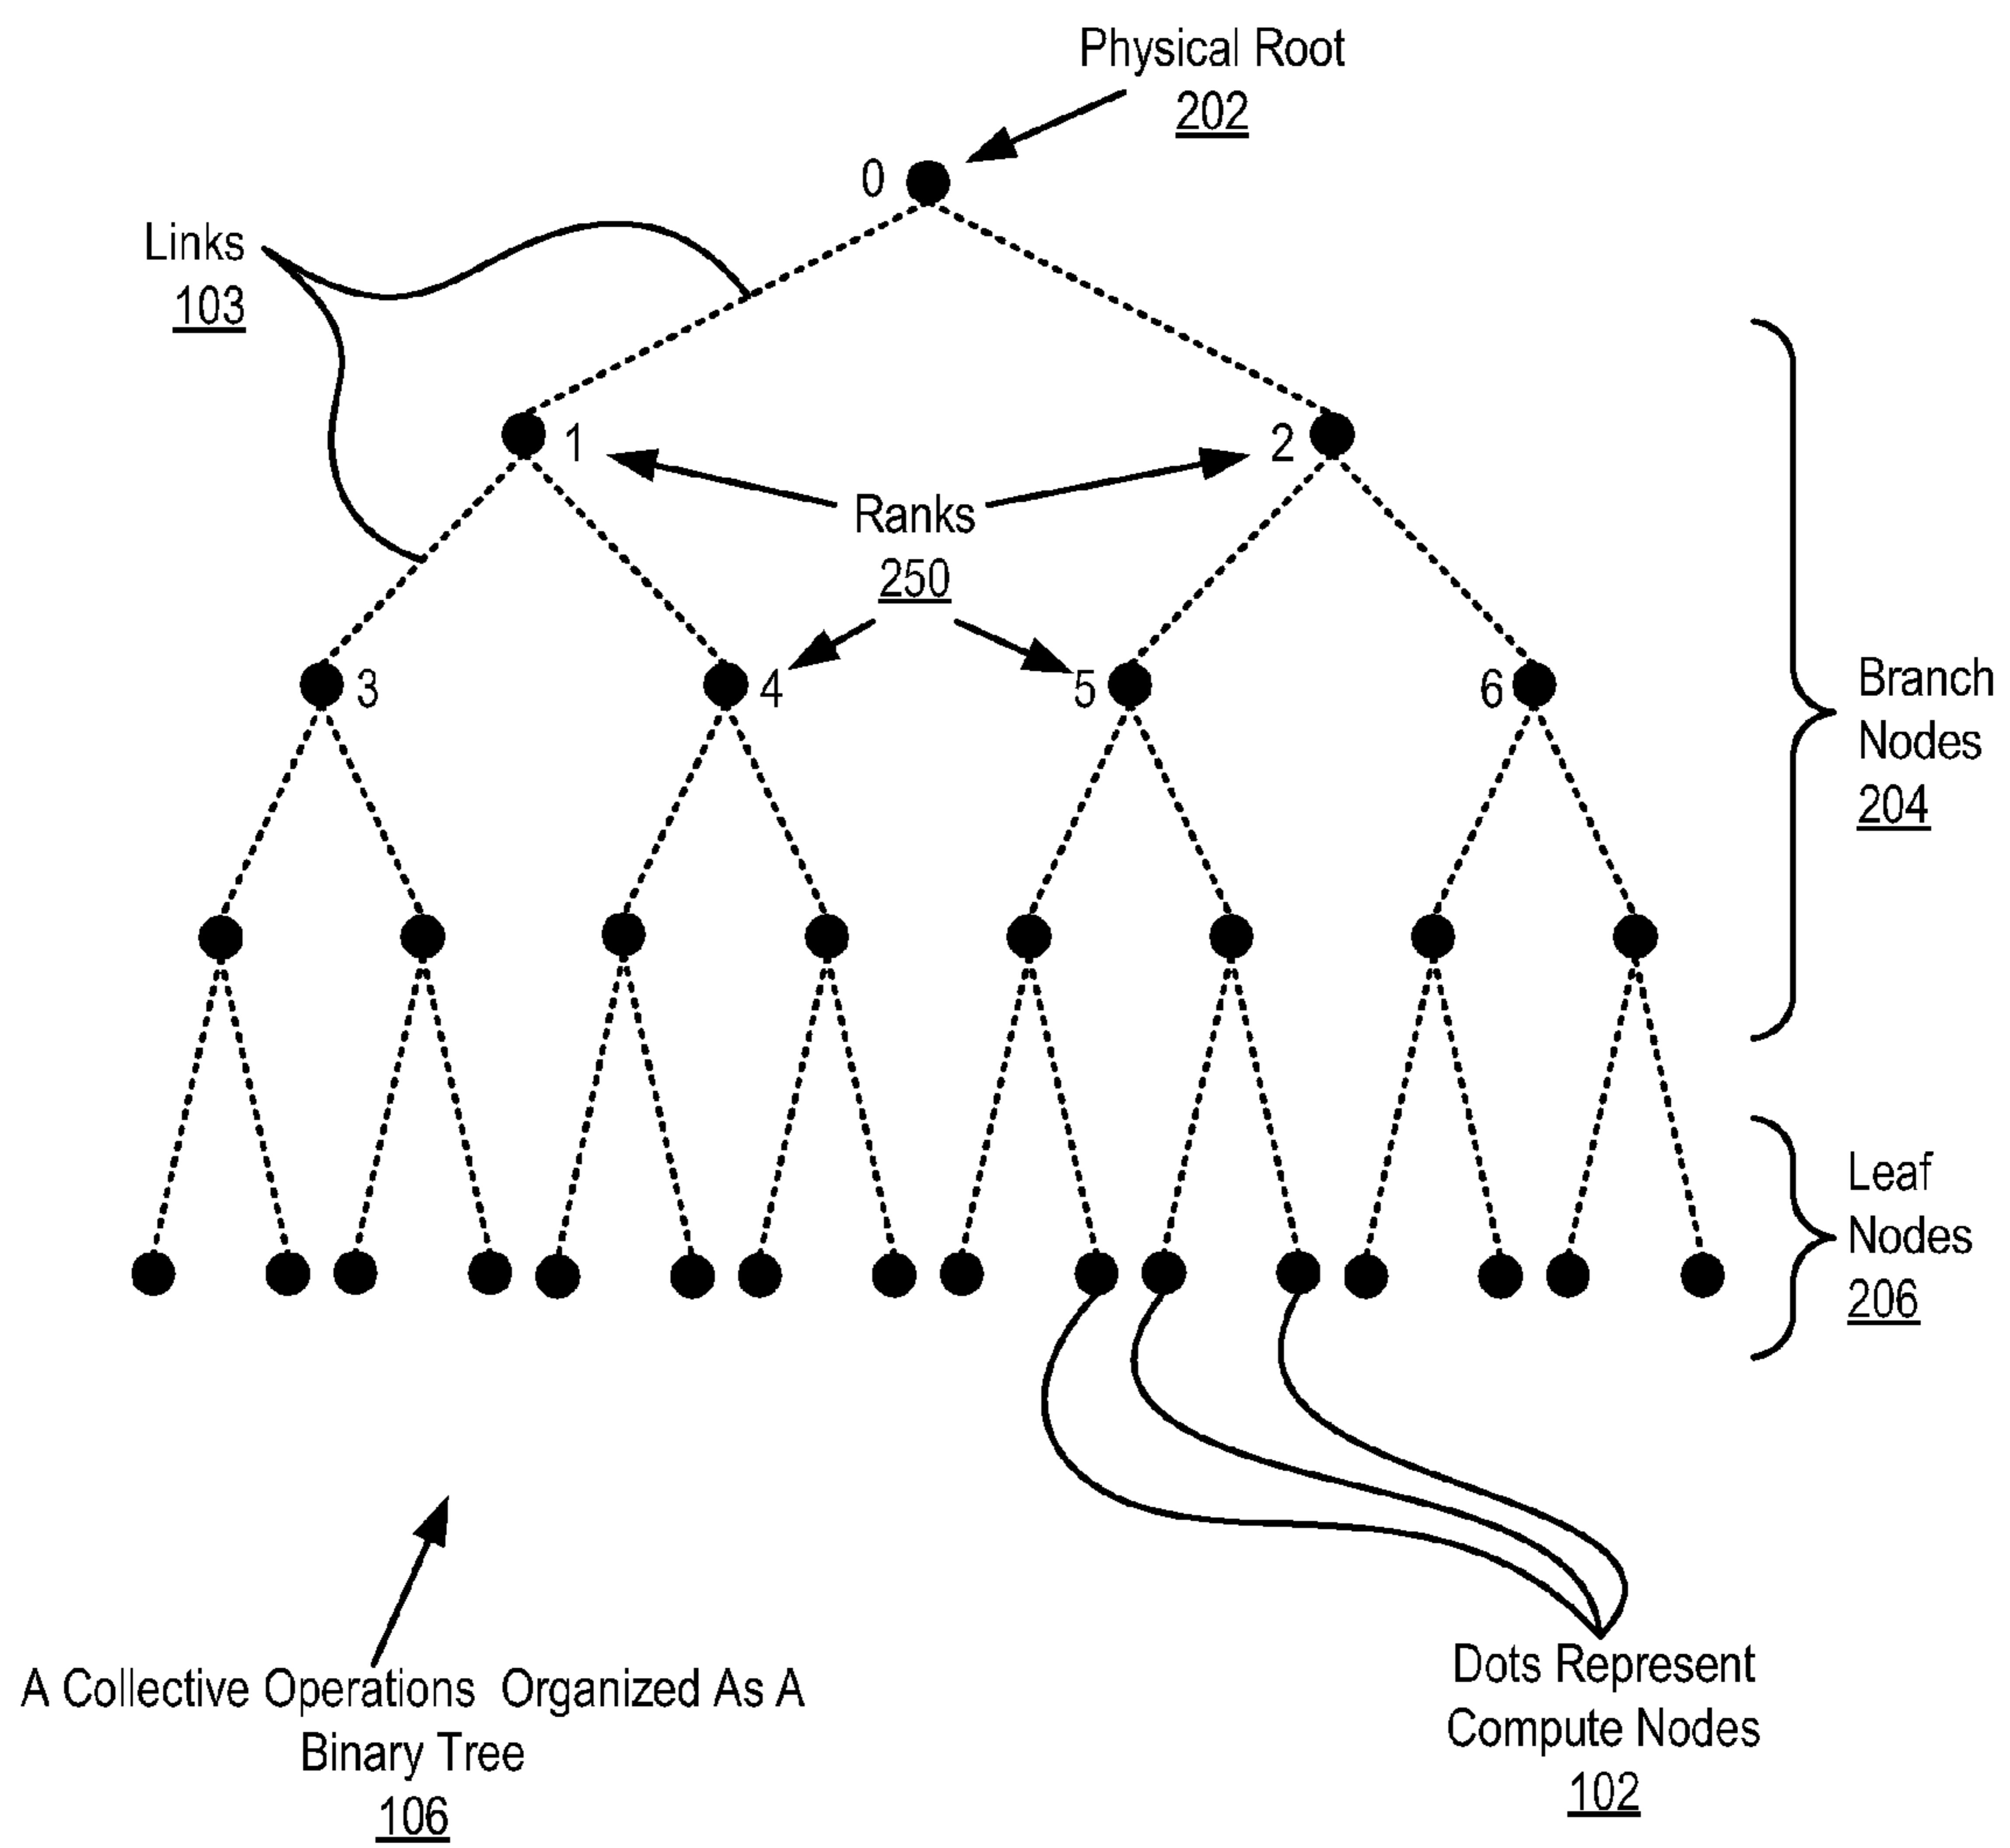 Physical Root
202
0
Links
103
1
2
Ranks
250
3
4
5
6
Branch
Nodes
204
Leaf
Nodes
206
A Collective Operations Organized As A
Binary Tree
106
Dots Represent
Compute Nodes
102